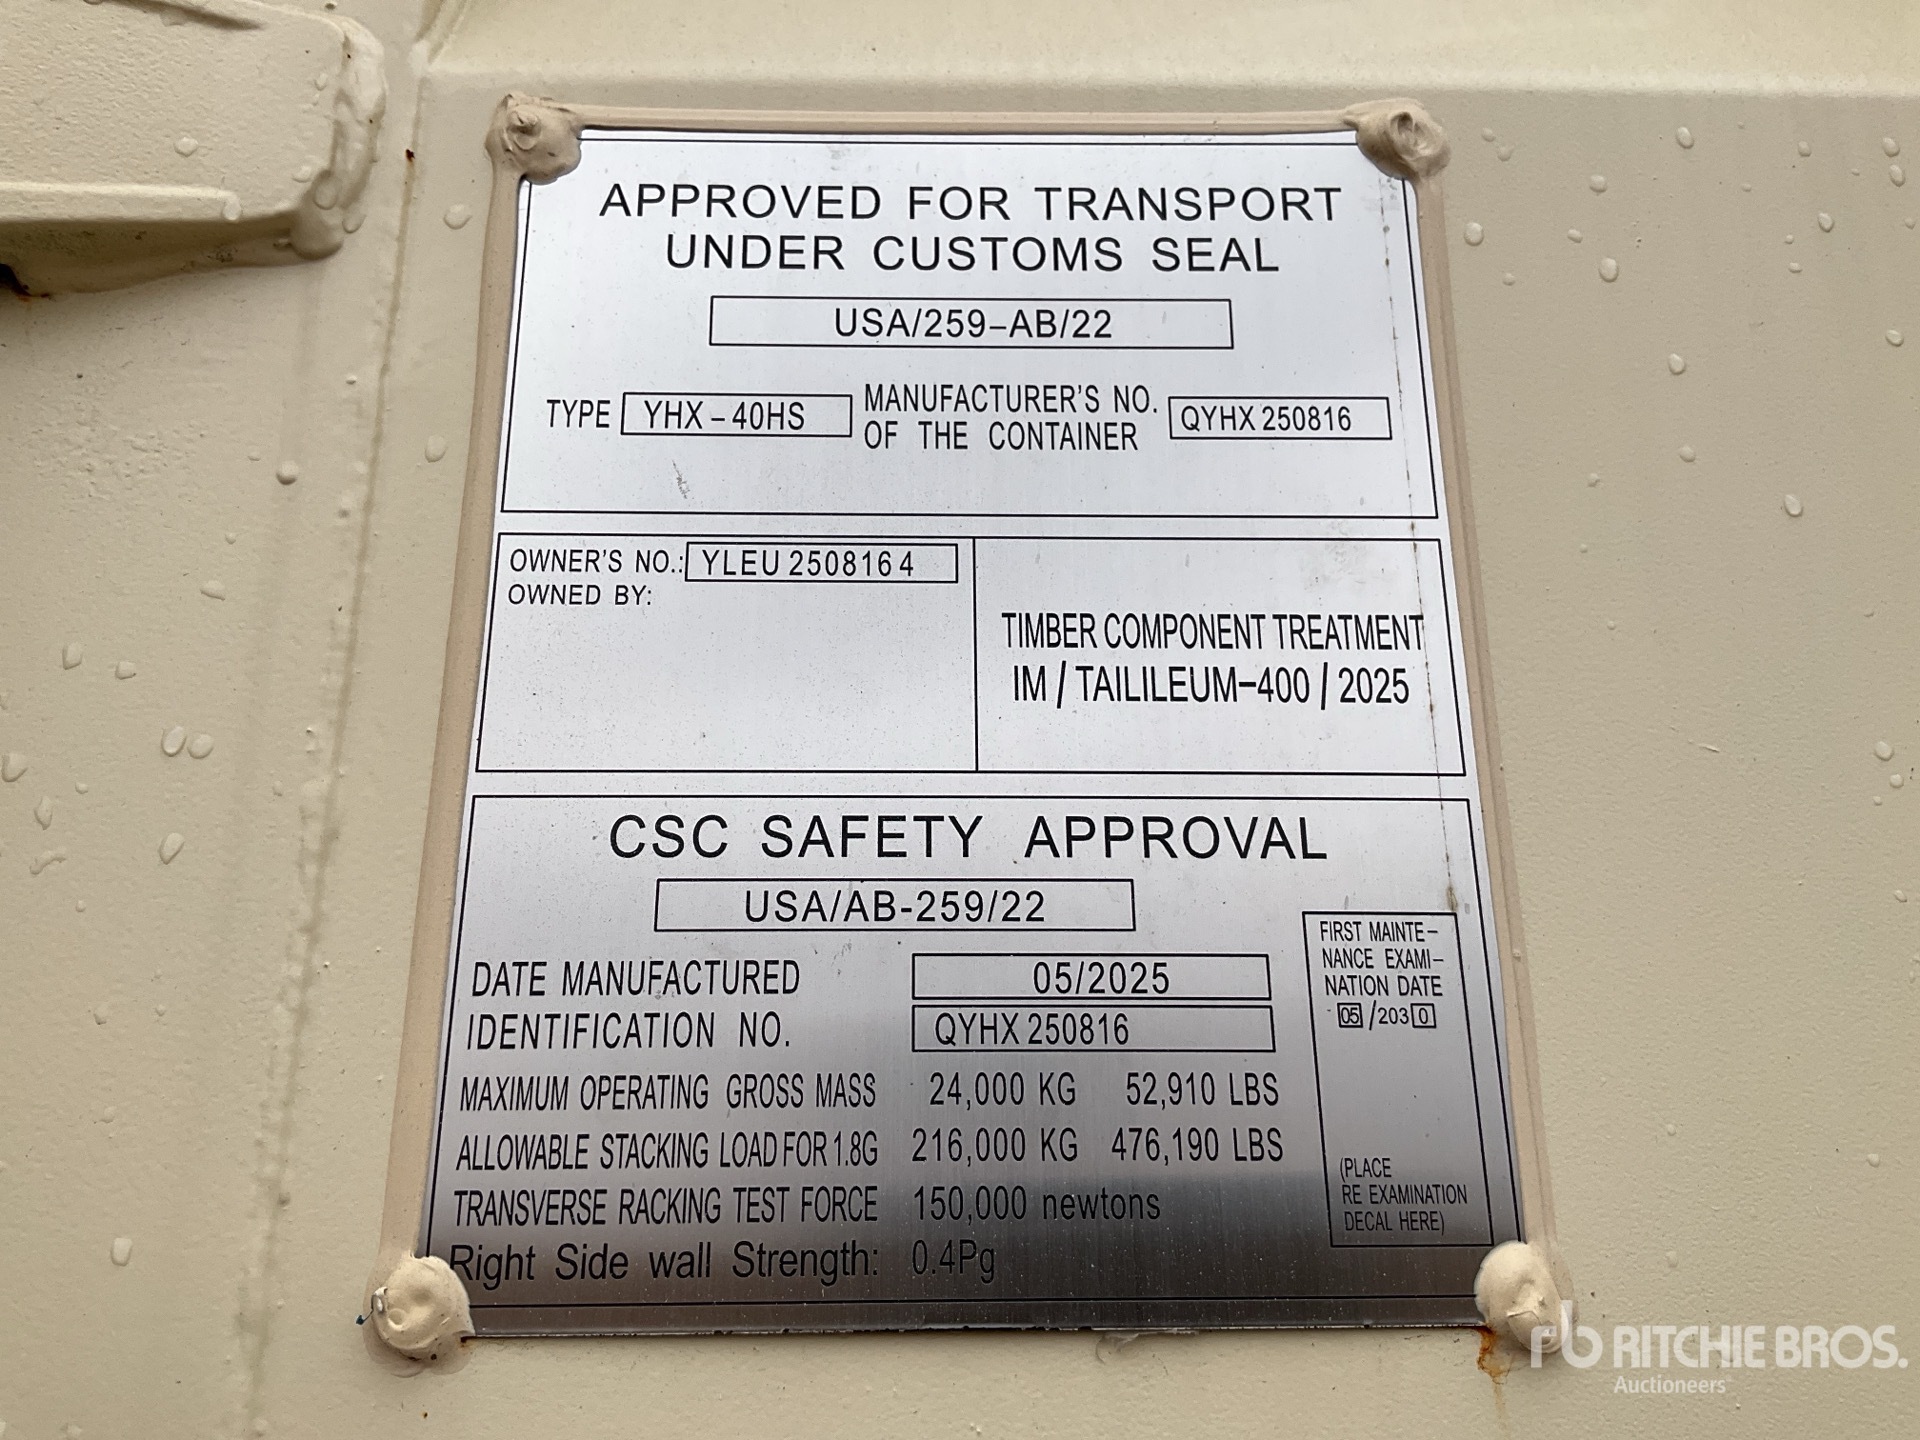 APPROVED FOR TRANSPORT
UNDER CUSTOMS SEAL
USA/259-AB/22
TYPE YHX-40HS MANUFACTURER'S NO. OF THE CONTAINER QYHX 250816
OWNER'S NO.: YLEU 250816 4
OWNED BY:
TIMBER COMPONENT TREATMENT
IM / TAILILEUM-400 / 2025
CSC SAFETY APPROVAL
USA/AB-259/22
DATE MANUFACTURED 05/2025
IDENTIFICATION NO. QYHX 250816
MAXIMUM OPERATING GROSS MASS 24,000 KG 52,910 LBS
ALLOWABLE STACKING LOAD FOR 1.8G 216,000 KG 476,190 LBS
TRANSVERSE RACKING TEST FORCE 150,000 newtons
Right Side wall Strength: 0.4Pg
FIRST MAINTE-
NANCE EXAMI-
NATION DATE
05/2030
(PLACE
RE EXAMINATION
DECAL HERE)
rb RITCHIE BROS.
Auctioneers